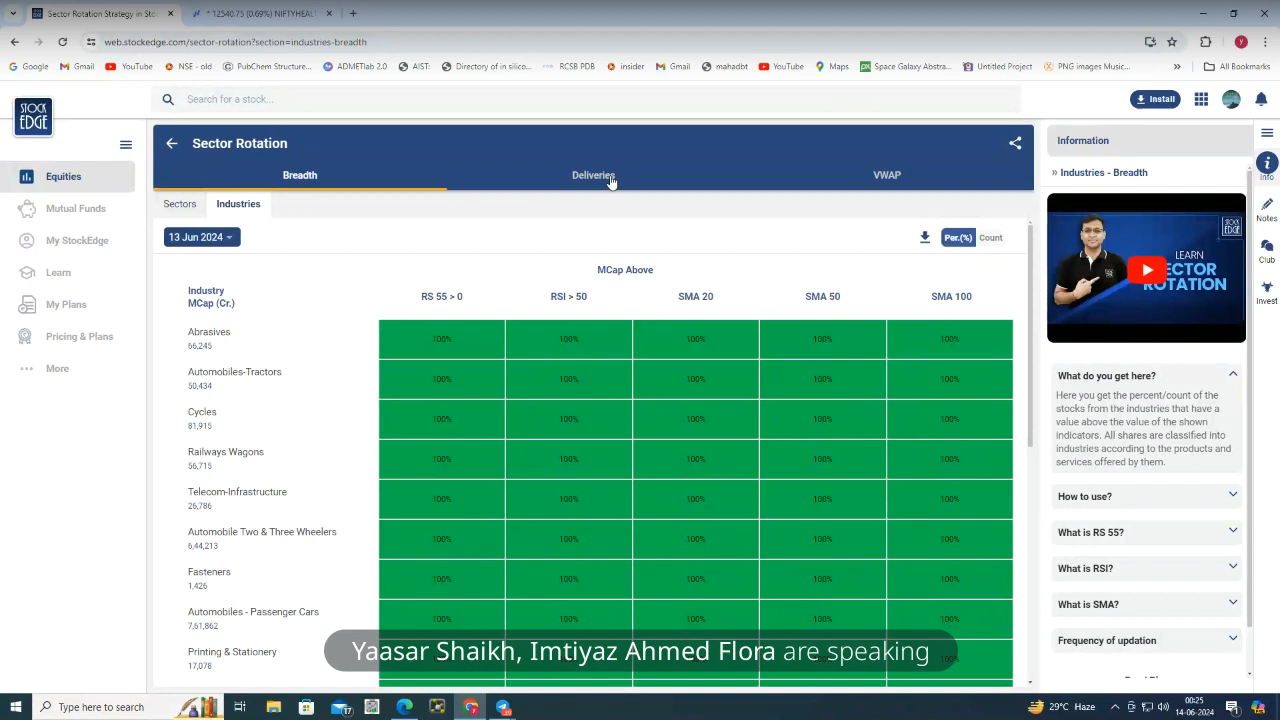 Sector Rotation - StockEdge
* 12540.75 (0.69%) NIFTYHEAL
web.stockedge.com/sector-rotation?section=industries-breadth
Google
Gmail
YouTube
NSE - old
PubChem Structure...
ADMETlab 2.0
AIST:
Directory of in silico...
RCSB PDB
insider
Gmail
mahadbt
YouTube
Maps
Space Galaxy Abstra...
Untitled Project
PNG images Music...
All Bookmarks
STOCK EDGE
Search for a stock...
Install
Equities
Mutual Funds
My StockEdge
Learn
My Plans
Pricing & Plans
More
Sector Rotation
Breadth
Deliveries
VWAP
Sectors
Industries
13 Jun 2024
Per.(%)
Count
MCap Above
Industry
MCap (Cr.)
RS 55 > 0
RSI > 50
SMA 20
SMA 50
SMA 100
Abrasives
66,245
100% 100% 100% 100% 100%
Automobiles-Tractors
50,434
100% 100% 100% 100% 100%
Cycles
81,915
100% 100% 100% 100% 100%
Railways Wagons
56,715
100% 100% 100% 100% 100%
Telecom-Infrastructure
26,786
100% 100% 100% 100% 100%
Automobile Two & Three Wheelers
6,44,213
100% 100% 100% 100% 100%
Fasteners
1,426
100% 100% 100% 100% 100%
Automobiles - Passenger Cars
7,61,862
100% 100% 100% 100% 100%
Printing & Stationery
17,078
Yaasar Shaikh, Imtiyaz Ahmed Flora are speaking
Information
» Industries - Breadth
STOCK EDGE
LEARN
SECTOR
ROTATION
What do you get here?
Here you get the percent/count of the
stocks from the industries that have a
value above the value of the shown
indicators. All shares are classified into
industries according to the products and
services offered by them.
How to use?
What is RS 55?
What is RSI?
What is SMA?
Frequency of updation
Info
Notes
Club
Invest
Type here to search
17
29°C Haze
00:25
14-06-2024